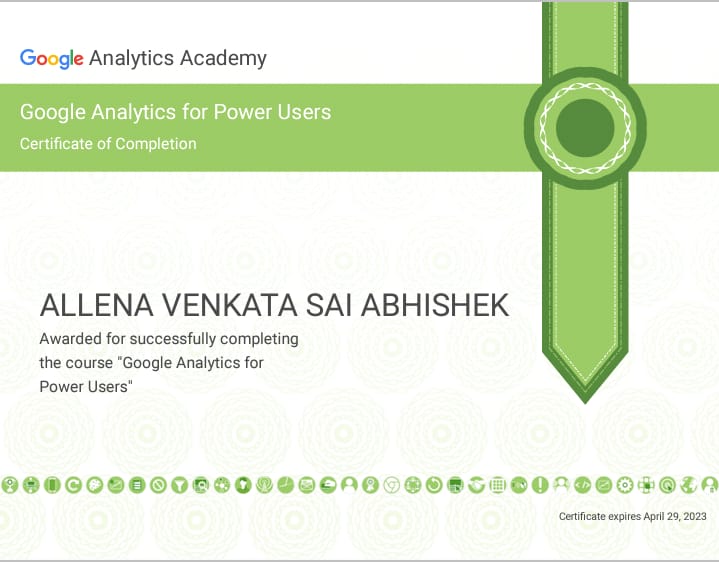 Google Analytics Academy
Google Analytics for Power Users
Certificate of Completion
ALLENA VENKATA SAI ABHISHEK
Awarded for successfully completing
the course "Google Analytics for
Power Users"
Certificate expires April 29, 2023